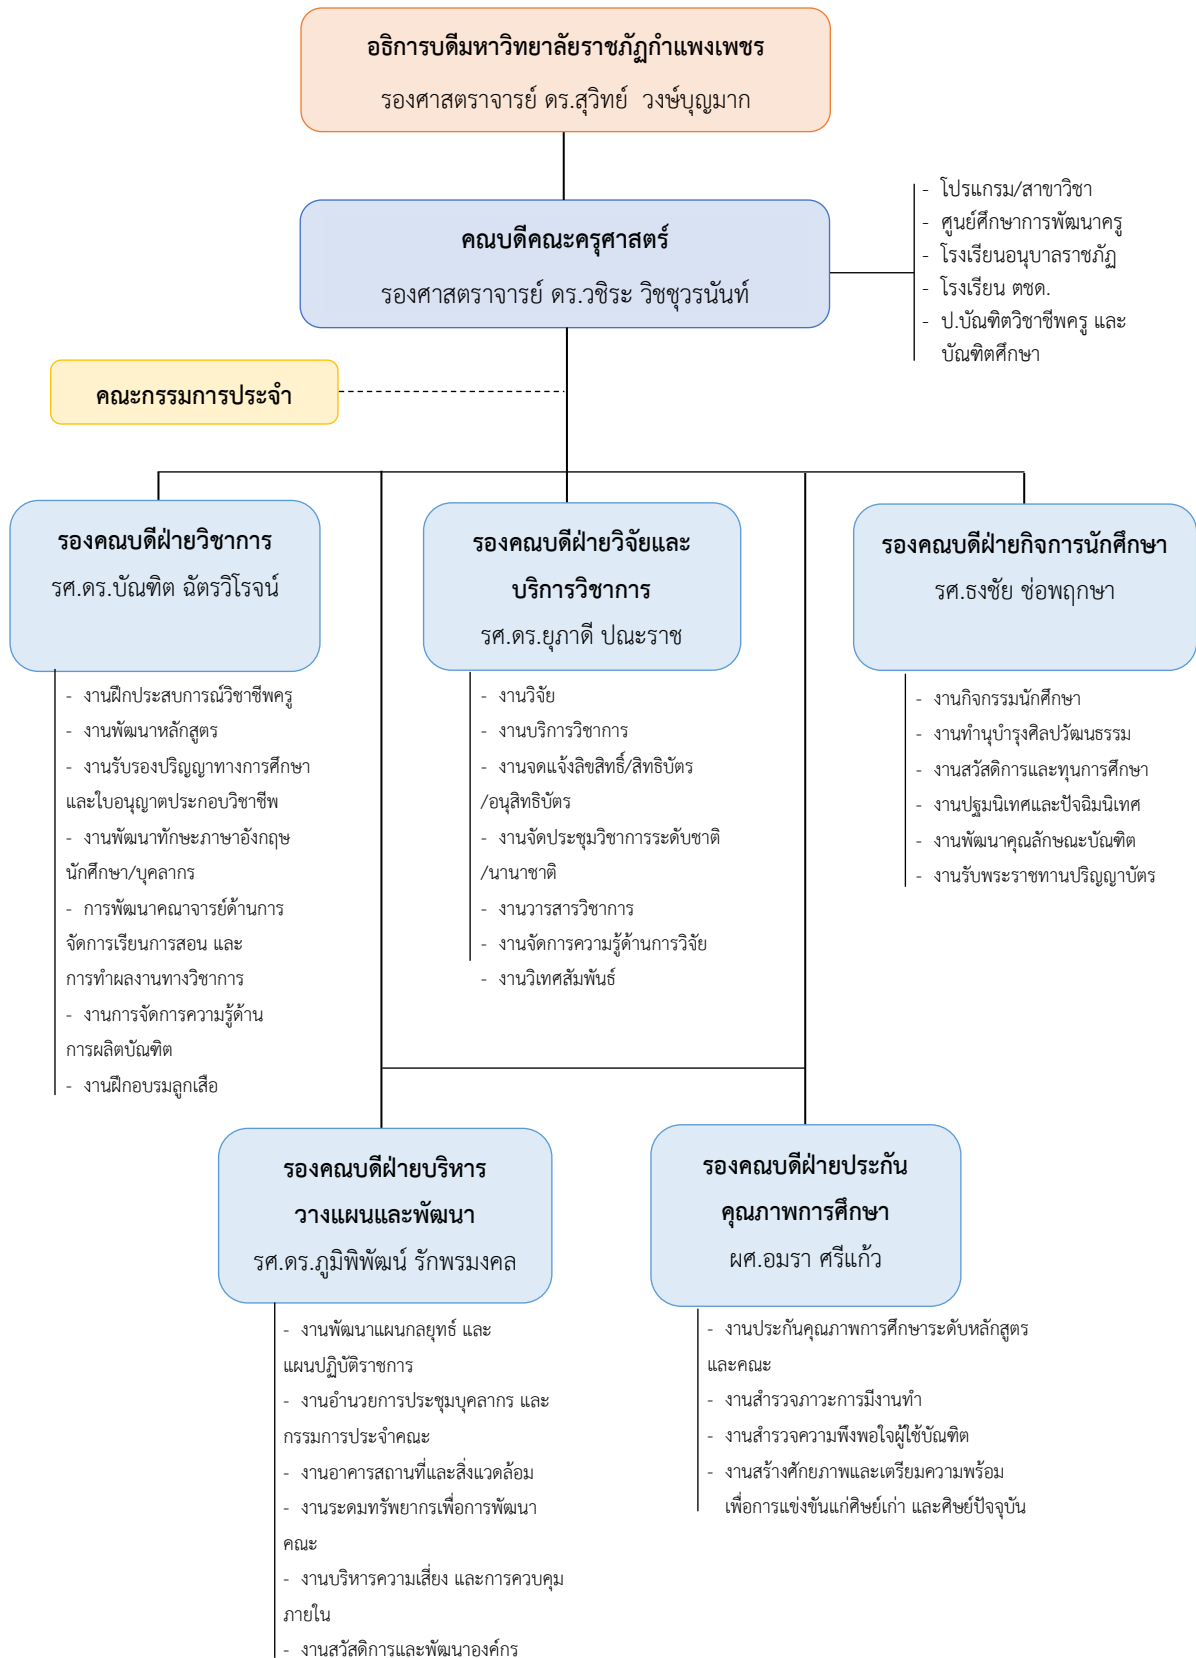 อธิการบดีมหาวิทยาลัยราชภัฏกำแพงเพชร
รองศาสตราจารย์ ดร.สุวิทย์ วงษ์บุญมาก
คณบดีคณะครุศาสตร์
รองศาสตราจารย์ ดร.วชิระ วิชชุวรนันท์
- โปรแกรม/สาขาวิชา
- ศูนย์ศึกษาการพัฒนาครู
- โรงเรียนอนุบาลราชภัฏ
- โรงเรียน ตชด.
- ป.บัณฑิตวิชาชีพครู และ
บัณฑิตศึกษา
คณะกรรมการประจำ
รองคณบดีฝ่ายวิชาการ
รศ.ดร.บัณฑิต ฉัตรวิโรจน์
- งานฝึกประสบการณ์วิชาชีพครู
- งานพัฒนาหลักสูตร
- งานรับรองปริญญาทางการศึกษา
และใบอนุญาตประกอบวิชาชีพ
- งานพัฒนาทักษะภาษาอังกฤษ
นักศึกษา/บุคลากร
- การพัฒนาคณาจารย์ด้านการ
จัดการเรียนการสอน และ
การทำผลงานทางวิชาการ
- งานการจัดการความรู้ด้าน
การผลิตบัณฑิต
- งานฝึกอบรมลูกเสือ
รองคณบดีฝ่ายวิจัยและ
บริการวิชาการ
รศ.ดร.ยุภาดี ปณะราช
- งานวิจัย
- งานบริการวิชาการ
- งานจดแจ้งลิขสิทธิ์/สิทธิบัตร
/อนุสิทธิบัตร
- งานจัดประชุมวิชาการระดับชาติ
/นานาชาติ
- งานวารสารวิชาการ
- งานจัดการความรู้ด้านการวิจัย
- งานวิเทศสัมพันธ์
รองคณบดีฝ่ายกิจการนักศึกษา
รศ.ธงชัย ช่อพฤกษา
- งานกิจกรรมนักศึกษา
- งานทำนุบำรุงศิลปวัฒนธรรม
- งานสวัสดิการและทุนการศึกษา
- งานปฐมนิเทศและปัจฉิมนิเทศ
- งานพัฒนาคุณลักษณะบัณฑิต
- งานรับพระราชทานปริญญาบัตร
รองคณบดีฝ่ายบริหาร
วางแผนและพัฒนา
รศ.ดร.ภูมิพิพัฒน์ รักพรมงคล
- งานพัฒนาแผนกลยุทธ์ และ
แผนปฏิบัติราชการ
- งานอำนวยการประชุมบุคลากร และ
กรรมการประจำคณะ
- งานอาคารสถานที่และสิ่งแวดล้อม
- งานระดมทรัพยากรเพื่อการพัฒนา
คณะ
- งานบริหารความเสี่ยง และการควบคุม
ภายใน
- งานสวัสดิการและพัฒนาองค์กร
รองคณบดีฝ่ายประกัน
คุณภาพการศึกษา
ผศ.อมรา ศรีแก้ว
- งานประกันคุณภาพการศึกษาระดับหลักสูตร
และคณะ
- งานสำรวจภาวะการมีงานทำ
- งานสำรวจความพึงพอใจผู้ใช้บัณฑิต
- งานสร้างศักยภาพและเตรียมความพร้อม
เพื่อการแข่งขันแก่ศิษย์เก่า และศิษย์ปัจจุบัน